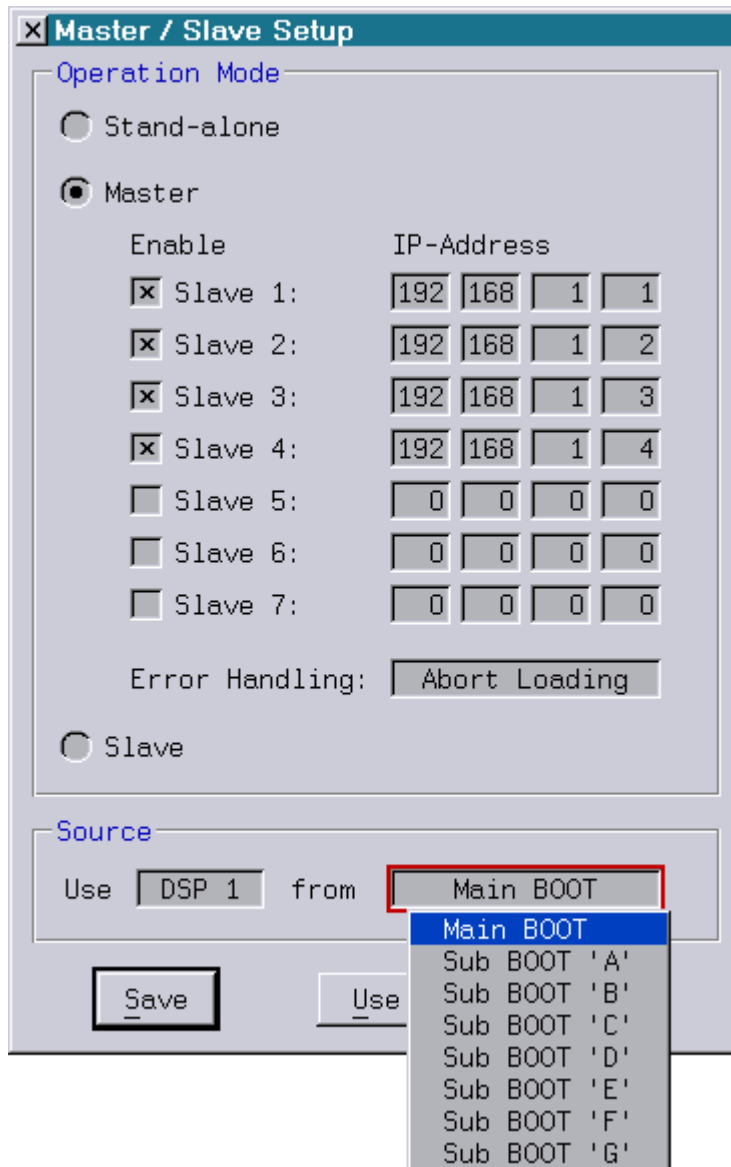 Master / Slave Setup
Operation Mode
Stand-alone
Master
Enable IP-Address
Slave 1: 192 168 1 1
Slave 2: 192 168 1 2
Slave 3: 192 168 1 3
Slave 4: 192 168 1 4
Slave 5: 0 0 0 0
Slave 6: 0 0 0 0
Slave 7: 0 0 0 0
Error Handling: Abort Loading
Slave
Source
Use DSP 1 from Main BOOT
Main BOOT
Sub BOOT 'A'
Sub BOOT 'B'
Sub BOOT 'C'
Sub BOOT 'D'
Sub BOOT 'E'
Sub BOOT 'F'
Sub BOOT 'G'
Save Use